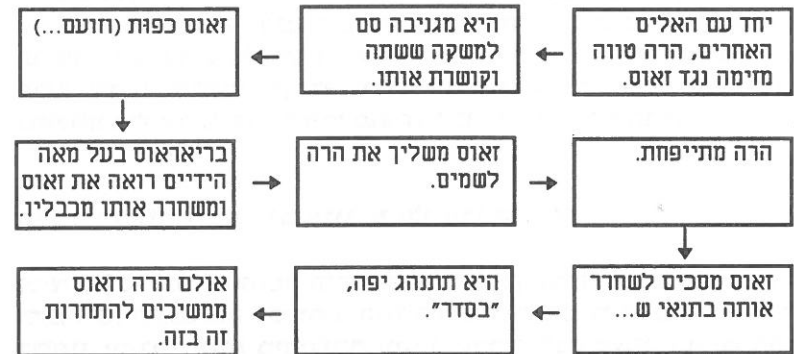 יחד עם האלים
האחרים, הרה טווה
מזימה נגד זאוס.
היא מגניבה סם
למשקה ששתה
וקושרת אותו.
זאוס כפות (וזועם...)
בריאראוס בעל מאה
הידיים רואה את זאוס
ומשחרר אותו מכבליו.
זאוס משליך את הרה
לשמים.
הרה מתייפחת.
זאוס מסכים לשחרר
אותה בתנאי ש...
היא תתנהג יפה,
"בסדר".
אולם הרה וזאוס
ממשיכים להתחרות
זה בזה.